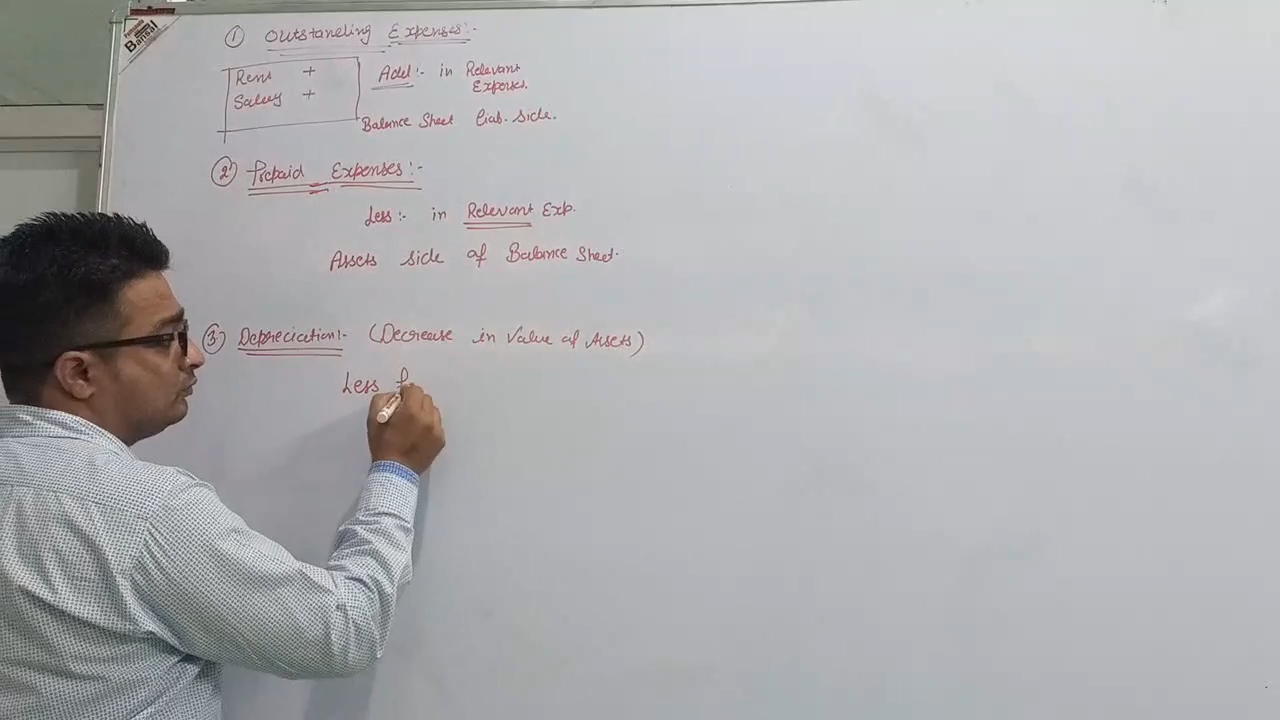 ① Outstanding Expenses:-
Rent +
Salary +
Add:- in Relevant
Expenses.
Balance Sheet Liab. Side.
② Prepaid Expenses:-
Less:- in Relevant Exp.
Assets side of Balance Sheet.
③ Depreciation:- (Decrease in Value of Assets)
Less f
Bansal